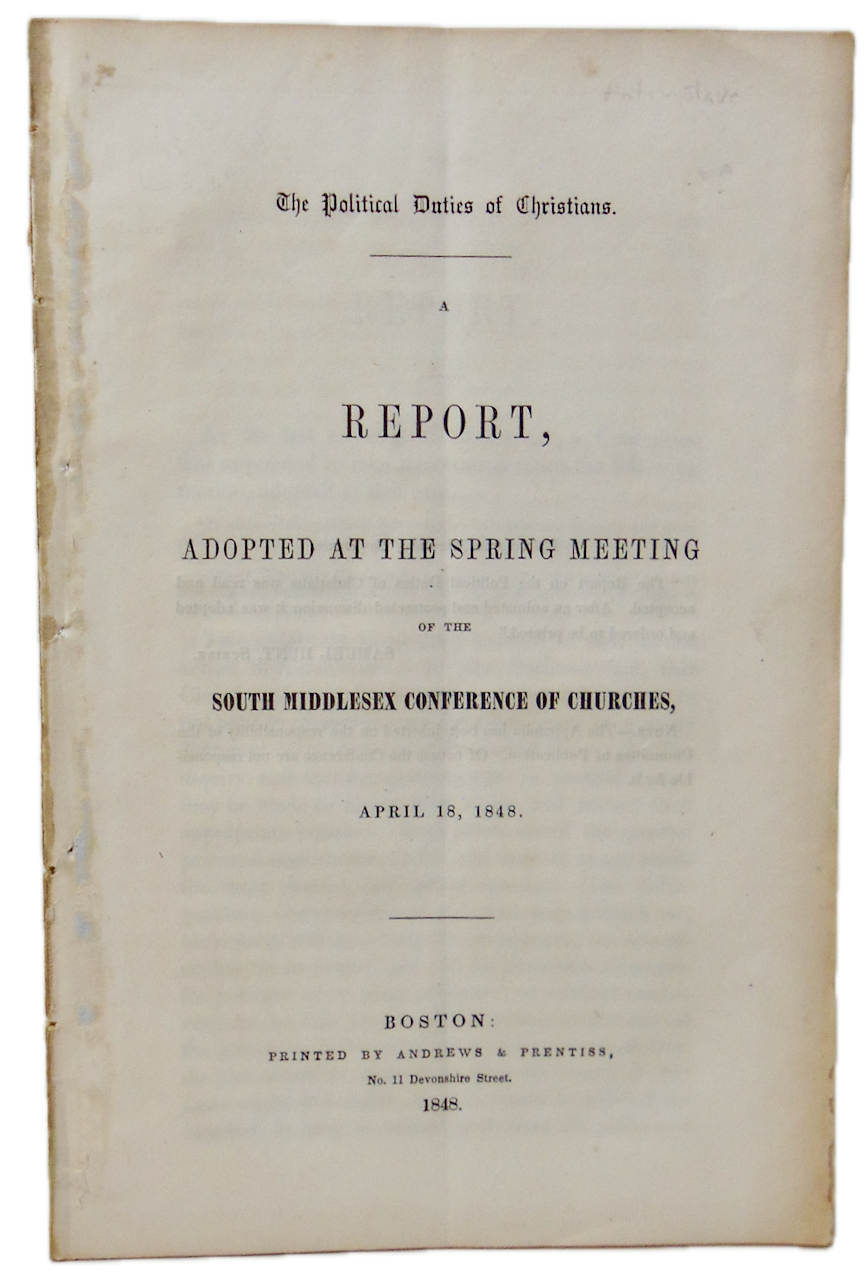 The Political Duties of Christians.
A
REPORT,
ADOPTED AT THE SPRING MEETING
OF THE
SOUTH MIDDLESEX CONFERENCE OF CHURCHES,
APRIL 18, 1848.
BOSTON:
PRINTED BY ANDREWS & PRENTISS,
No. 11 Devonshire Street.
1848.